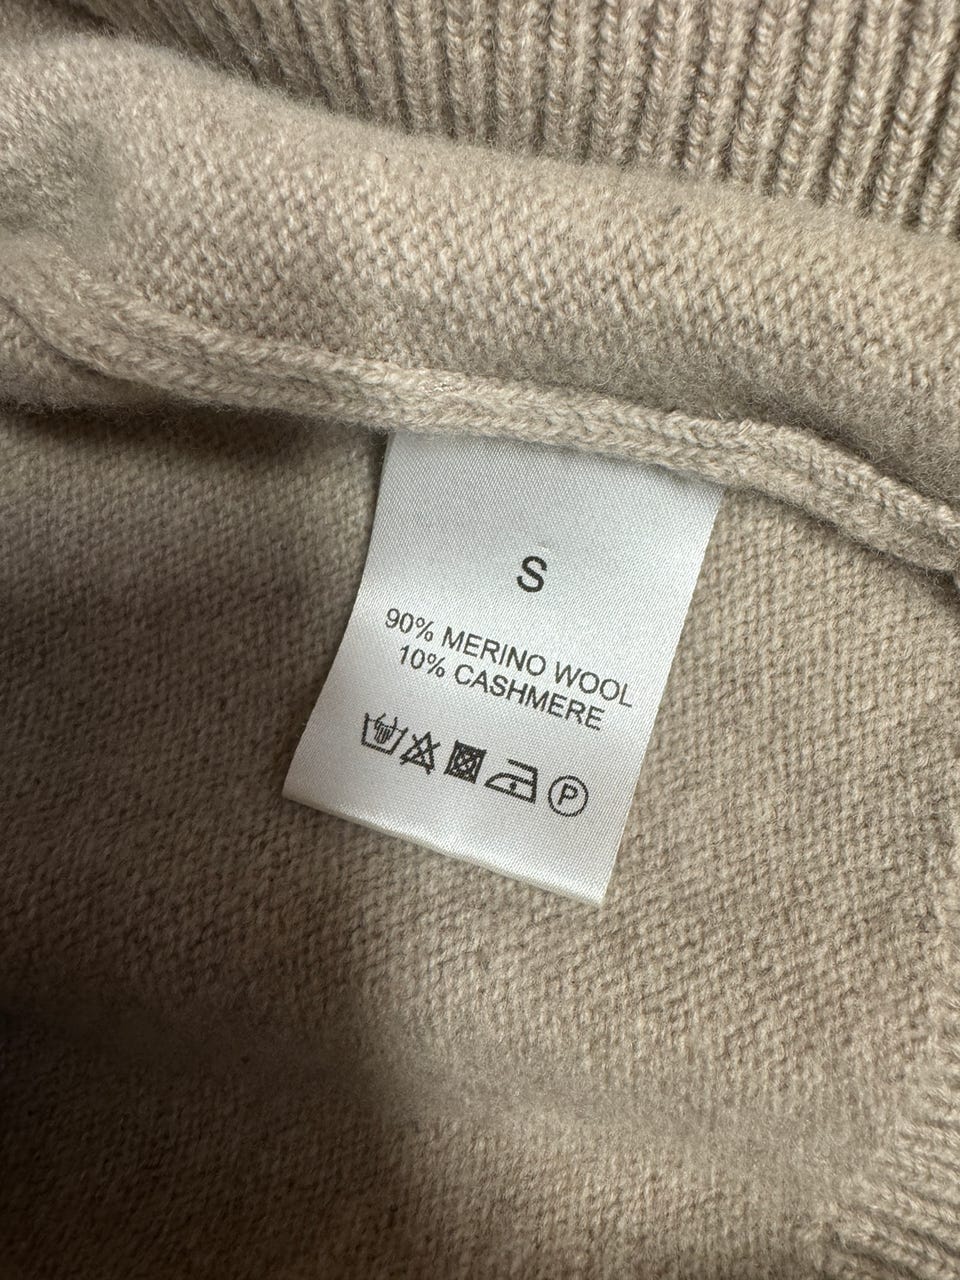 S
90% MERINO WOOL
10% CASHMERE
P